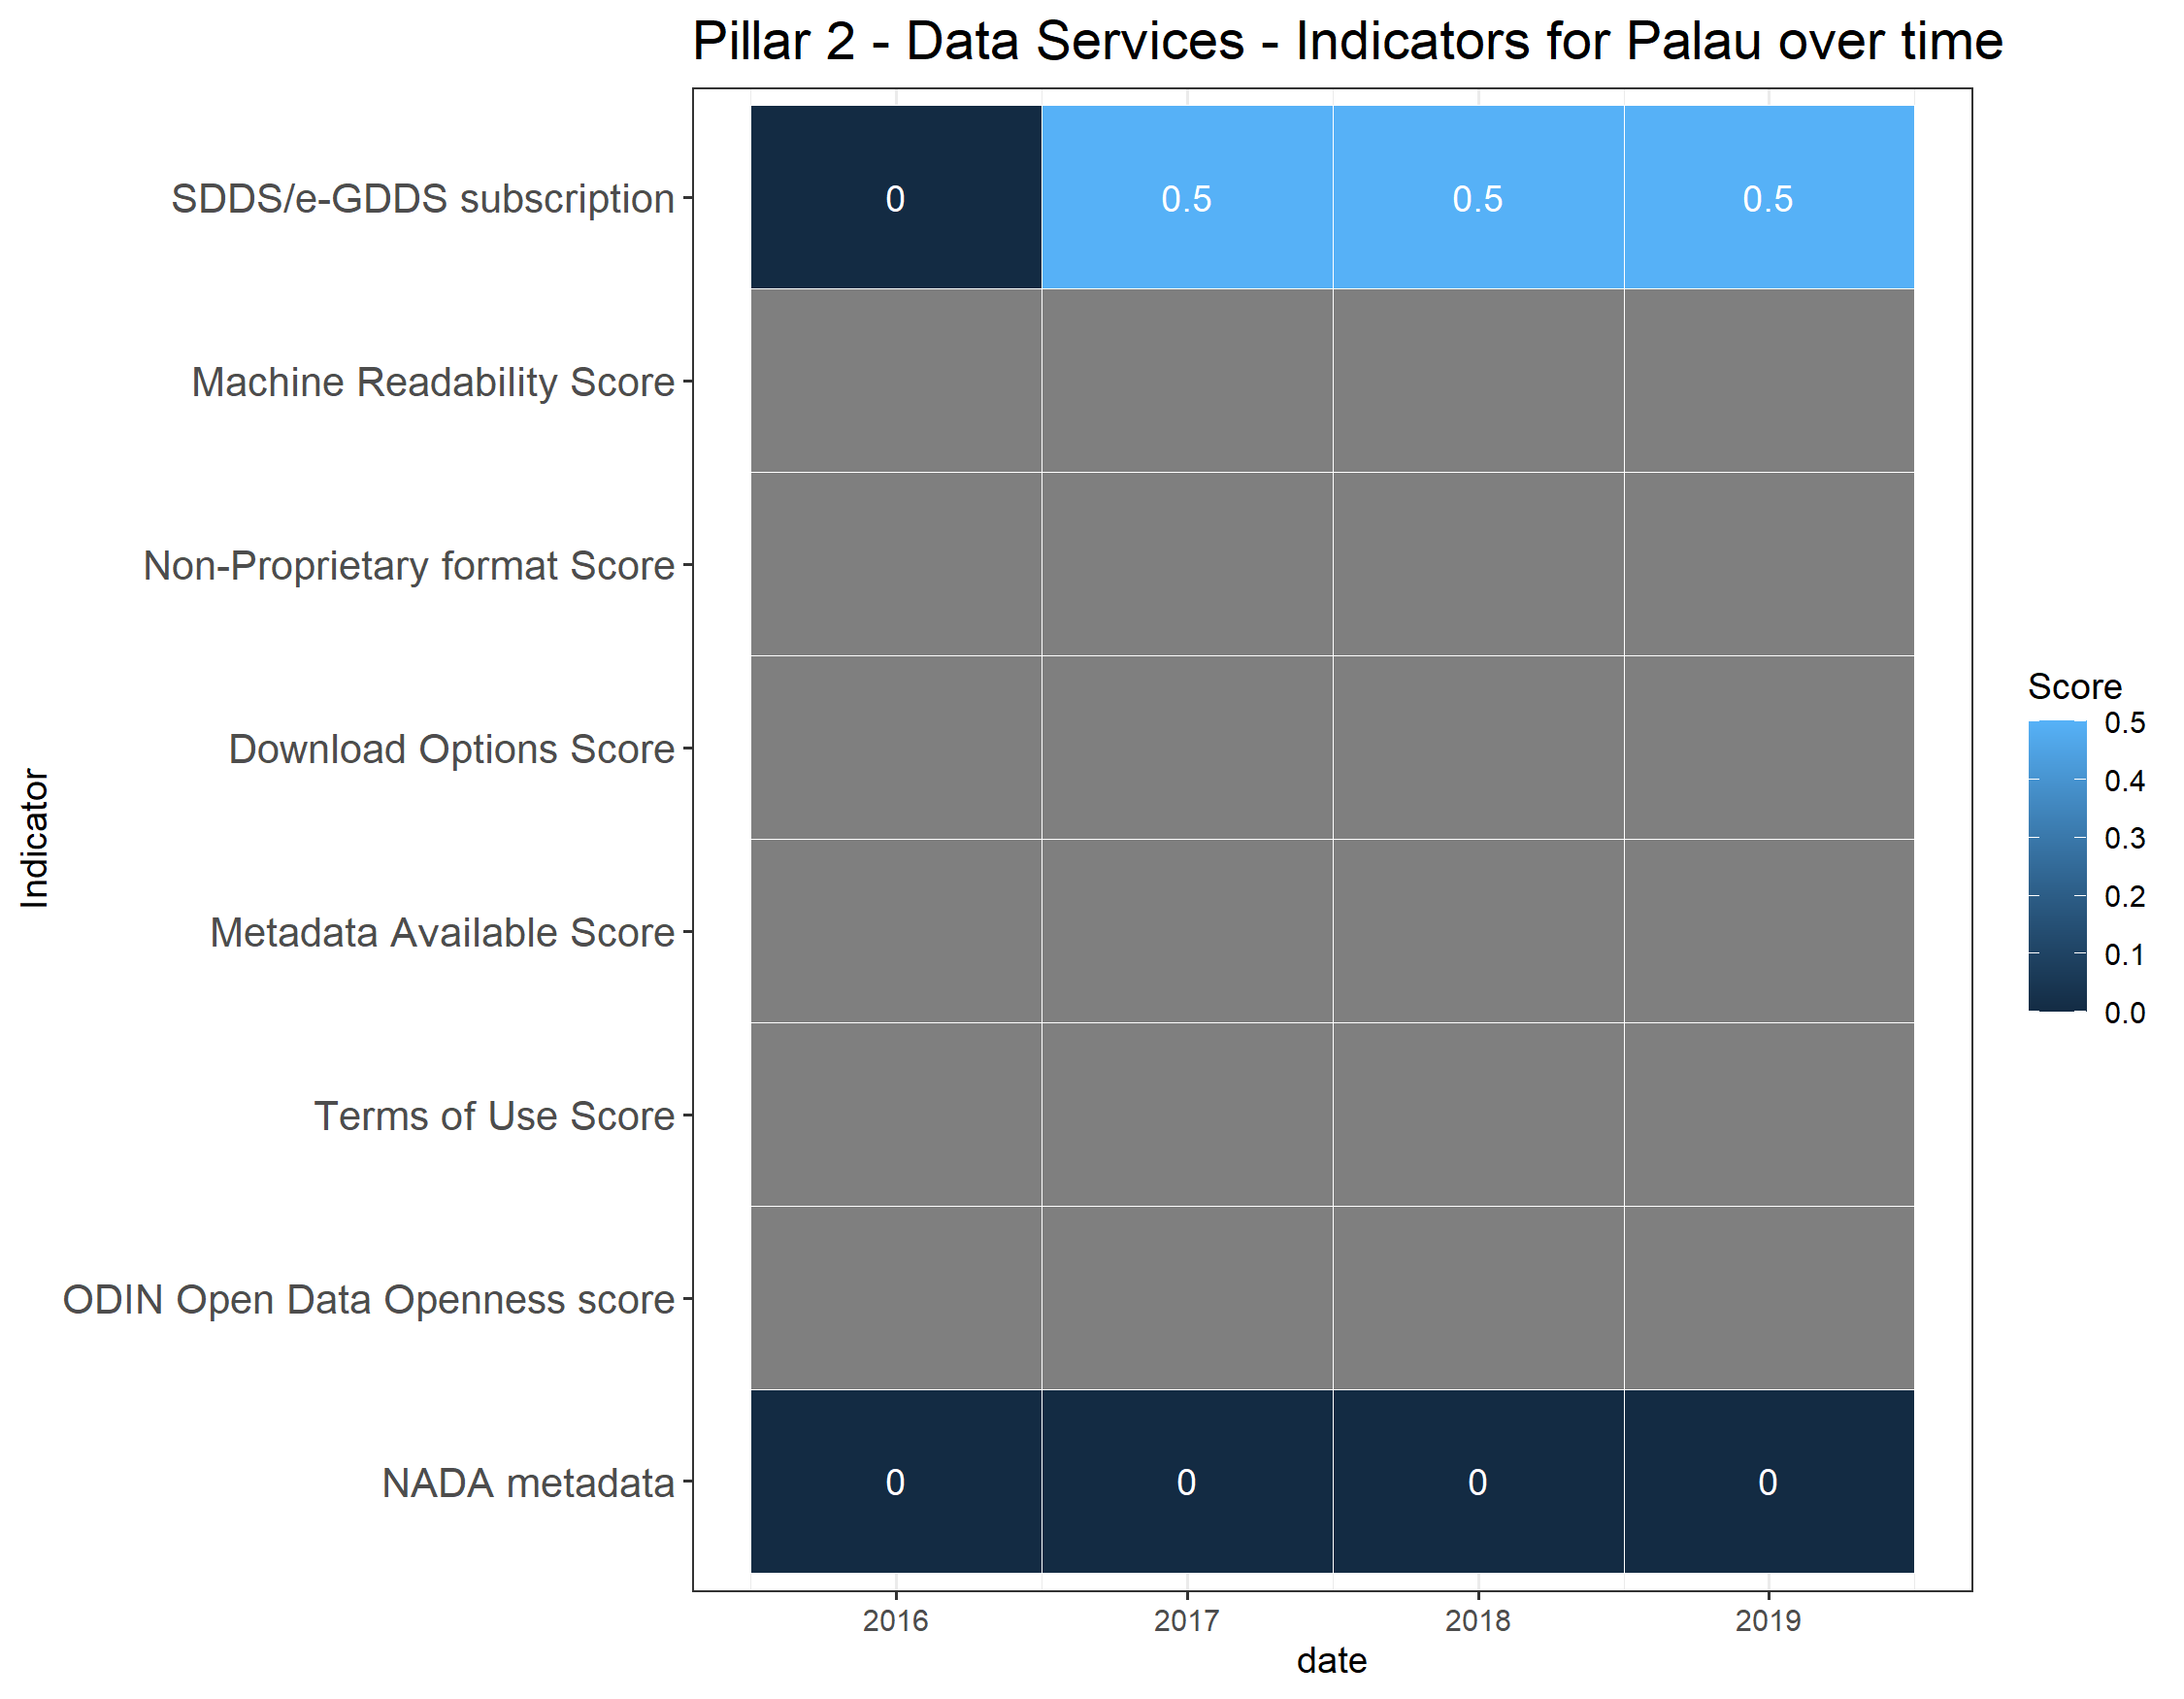 Pillar 2 - Data Services - Indicators for Palau over time
Indicator
SDDS/e-GDDS subscription
0 0.5 0.5 0.5
Machine Readability Score
Non-Proprietary format Score
Download Options Score
Metadata Available Score
Terms of Use Score
ODIN Open Data Openness score
NADA metadata
0 0 0 0
2016 2017 2018 2019
date
Score
0.5
0.4
0.3
0.2
0.1
0.0